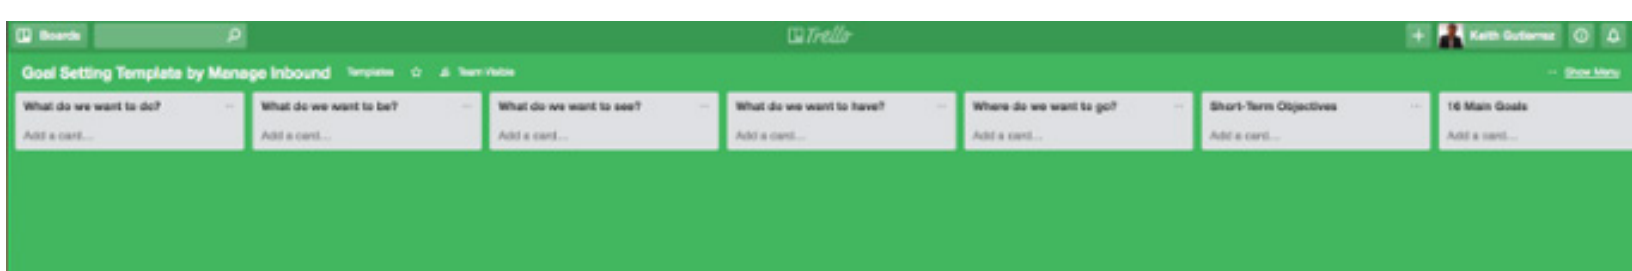 Boards
Trello
+ Keith Gutierrez
Goal Setting Template by Manage Inbound Templates Team Visible ... Show Menu
What do we want to do? ...
Add a card...
What do we want to be? ...
Add a card...
What do we want to see? ...
Add a card...
What do we want to have? ...
Add a card...
Where do we want to go? ...
Add a card...
Short-Term Objectives ...
Add a card...
16 Main Goals
Add a card...